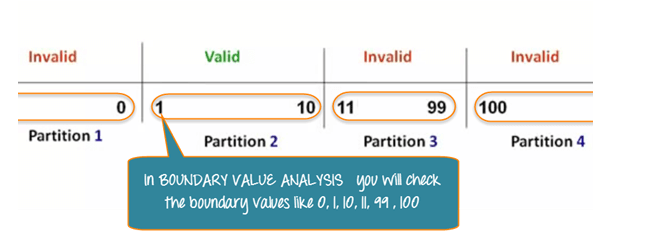 Invalid Valid Invalid Invalid
0 1 10 11 99 100
Partition 1 Partition 2 Partition 3 Partition 4
In BOUNDARY VALUE ANALYSIS you will check
the boundary values like 0, 1, 10, 11, 99 , 100